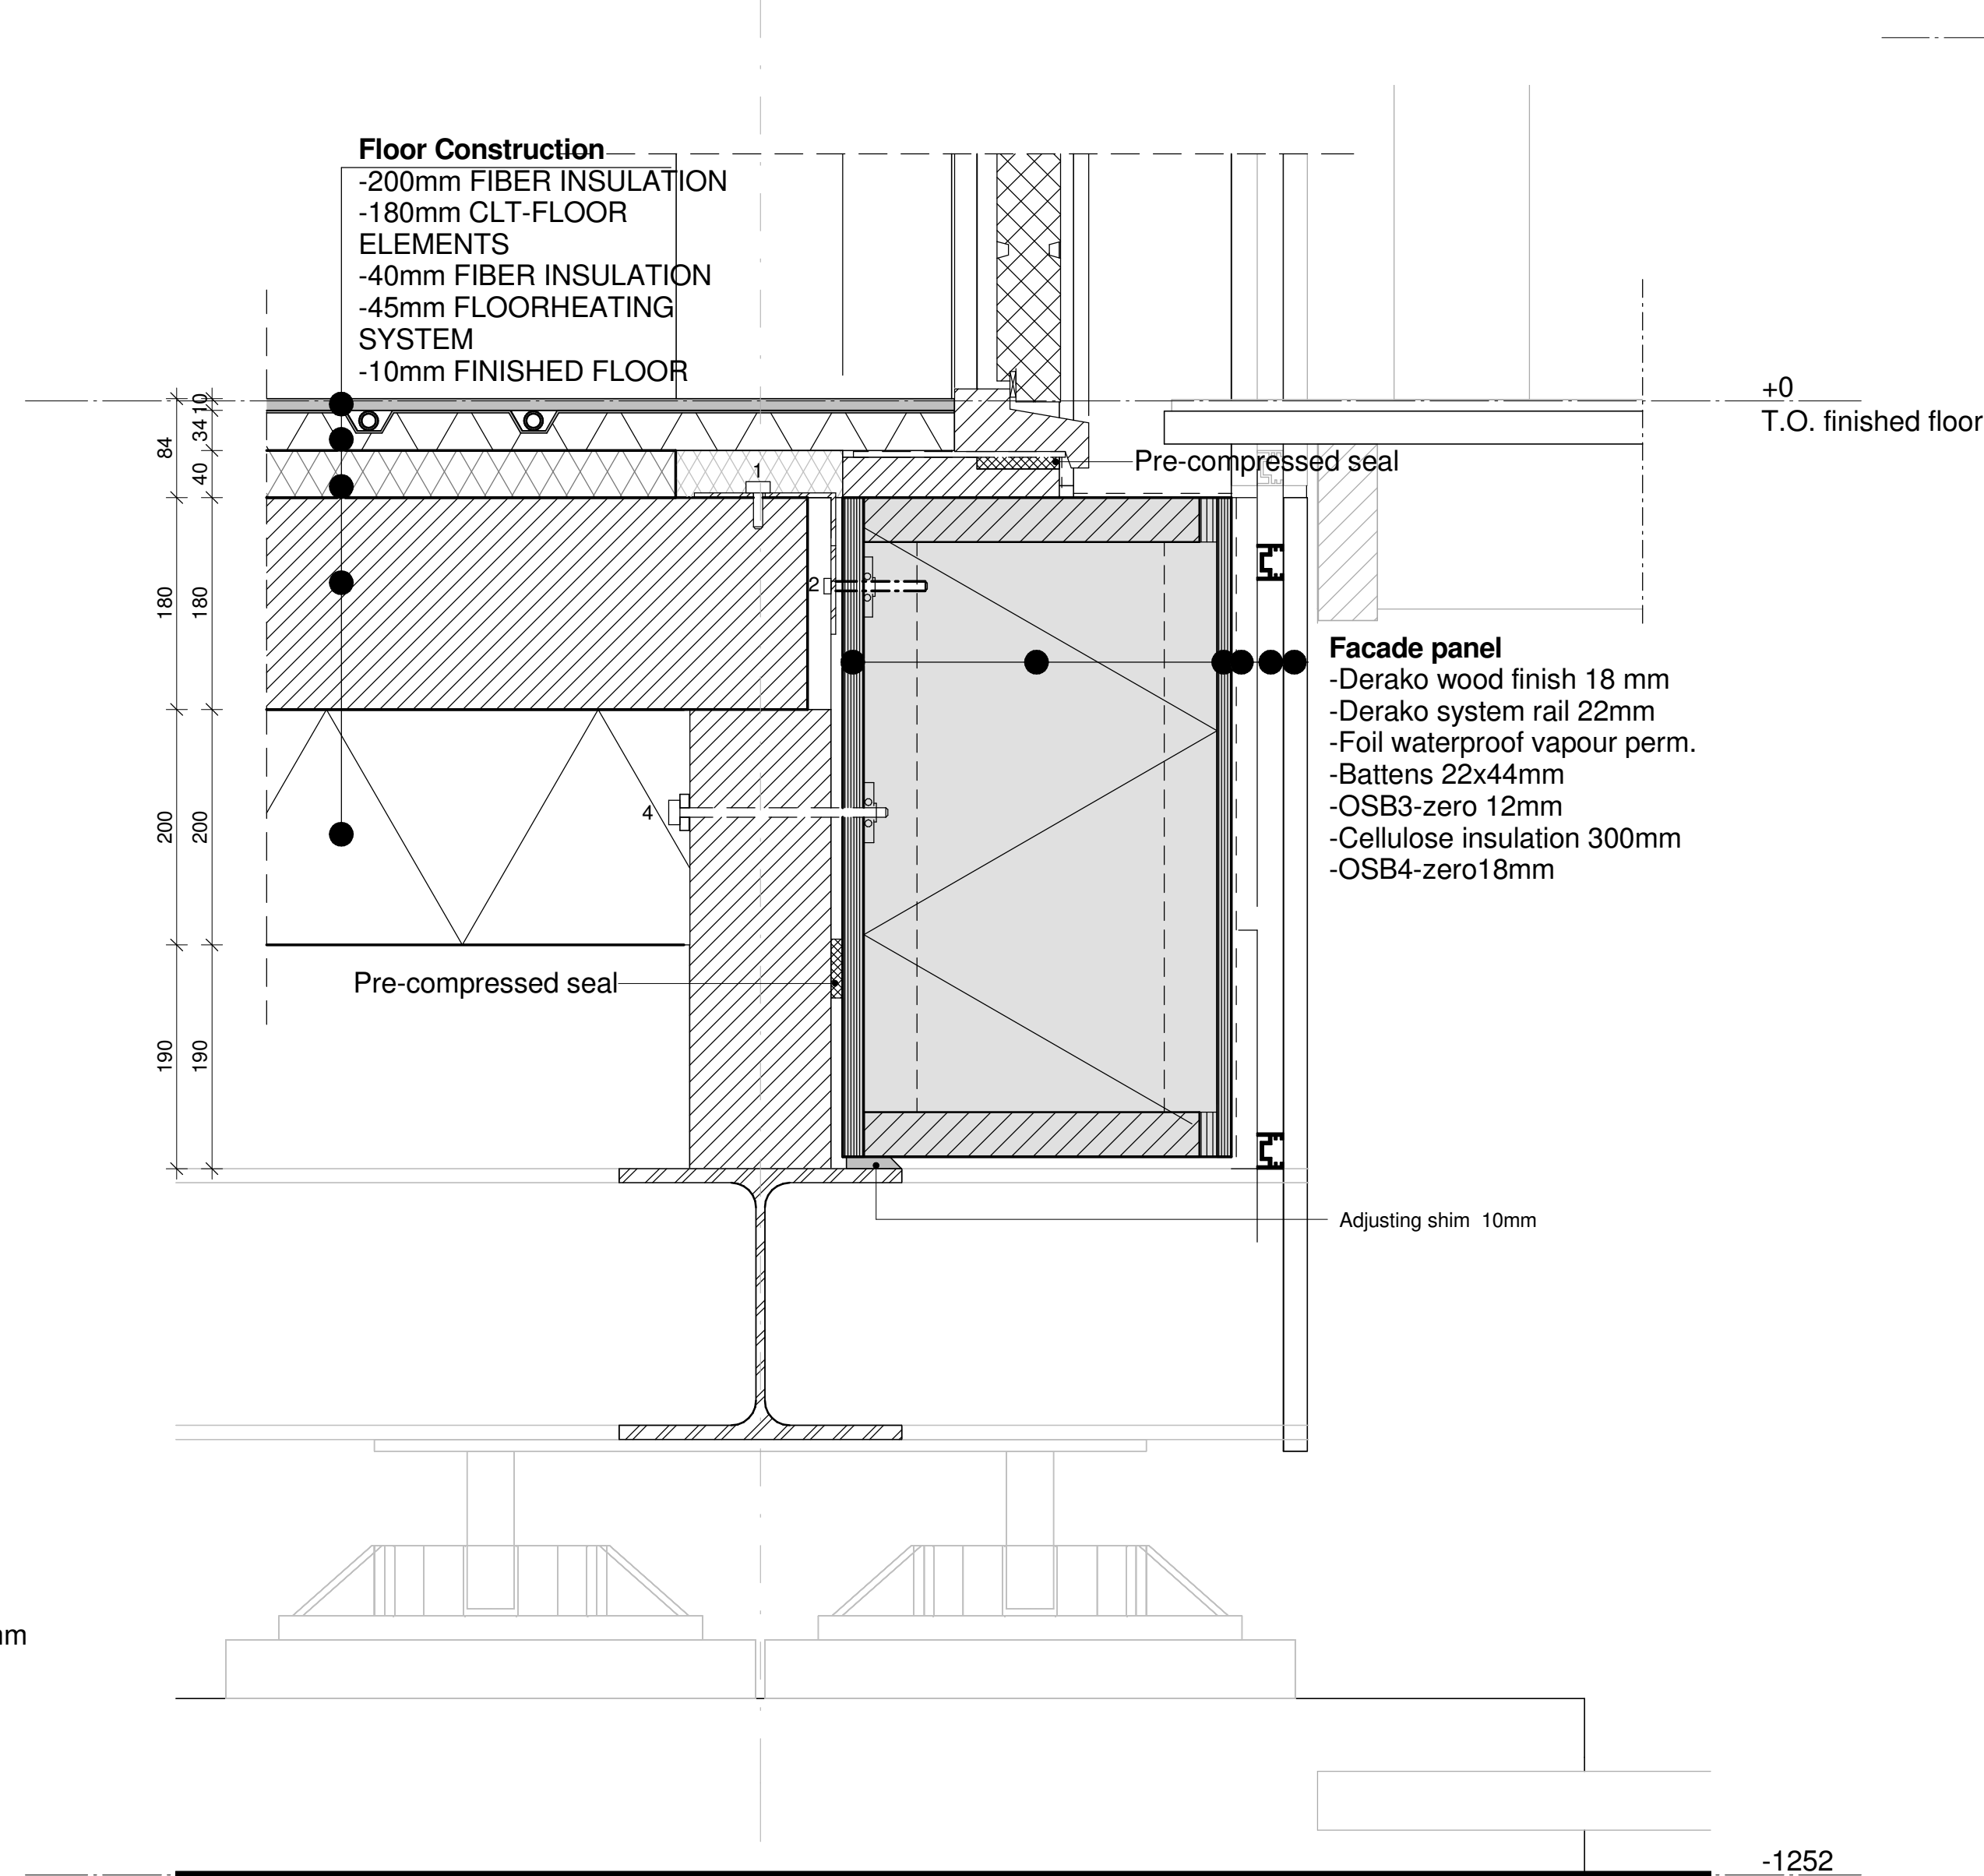 Floor Construction
-200mm FIBER INSULATION
-180mm CLT-FLOOR
ELEMENTS
-40mm FIBER INSULATION
-45mm FLOORHEATING
SYSTEM
-10mm FINISHED FLOOR
+0
T.O. finished floor
10
34
84
40
1
Pre-compressed seal
180
180
2
Facade panel
-Derako wood finish 18 mm
-Derako system rail 22mm
-Foil waterproof vapour perm.
-Battens 22x44mm
-OSB3-zero 12mm
-Cellulose insulation 300mm
-OSB4-zero18mm
200
200
4
Pre-compressed seal
190
190
Adjusting shim 10mm
-1252